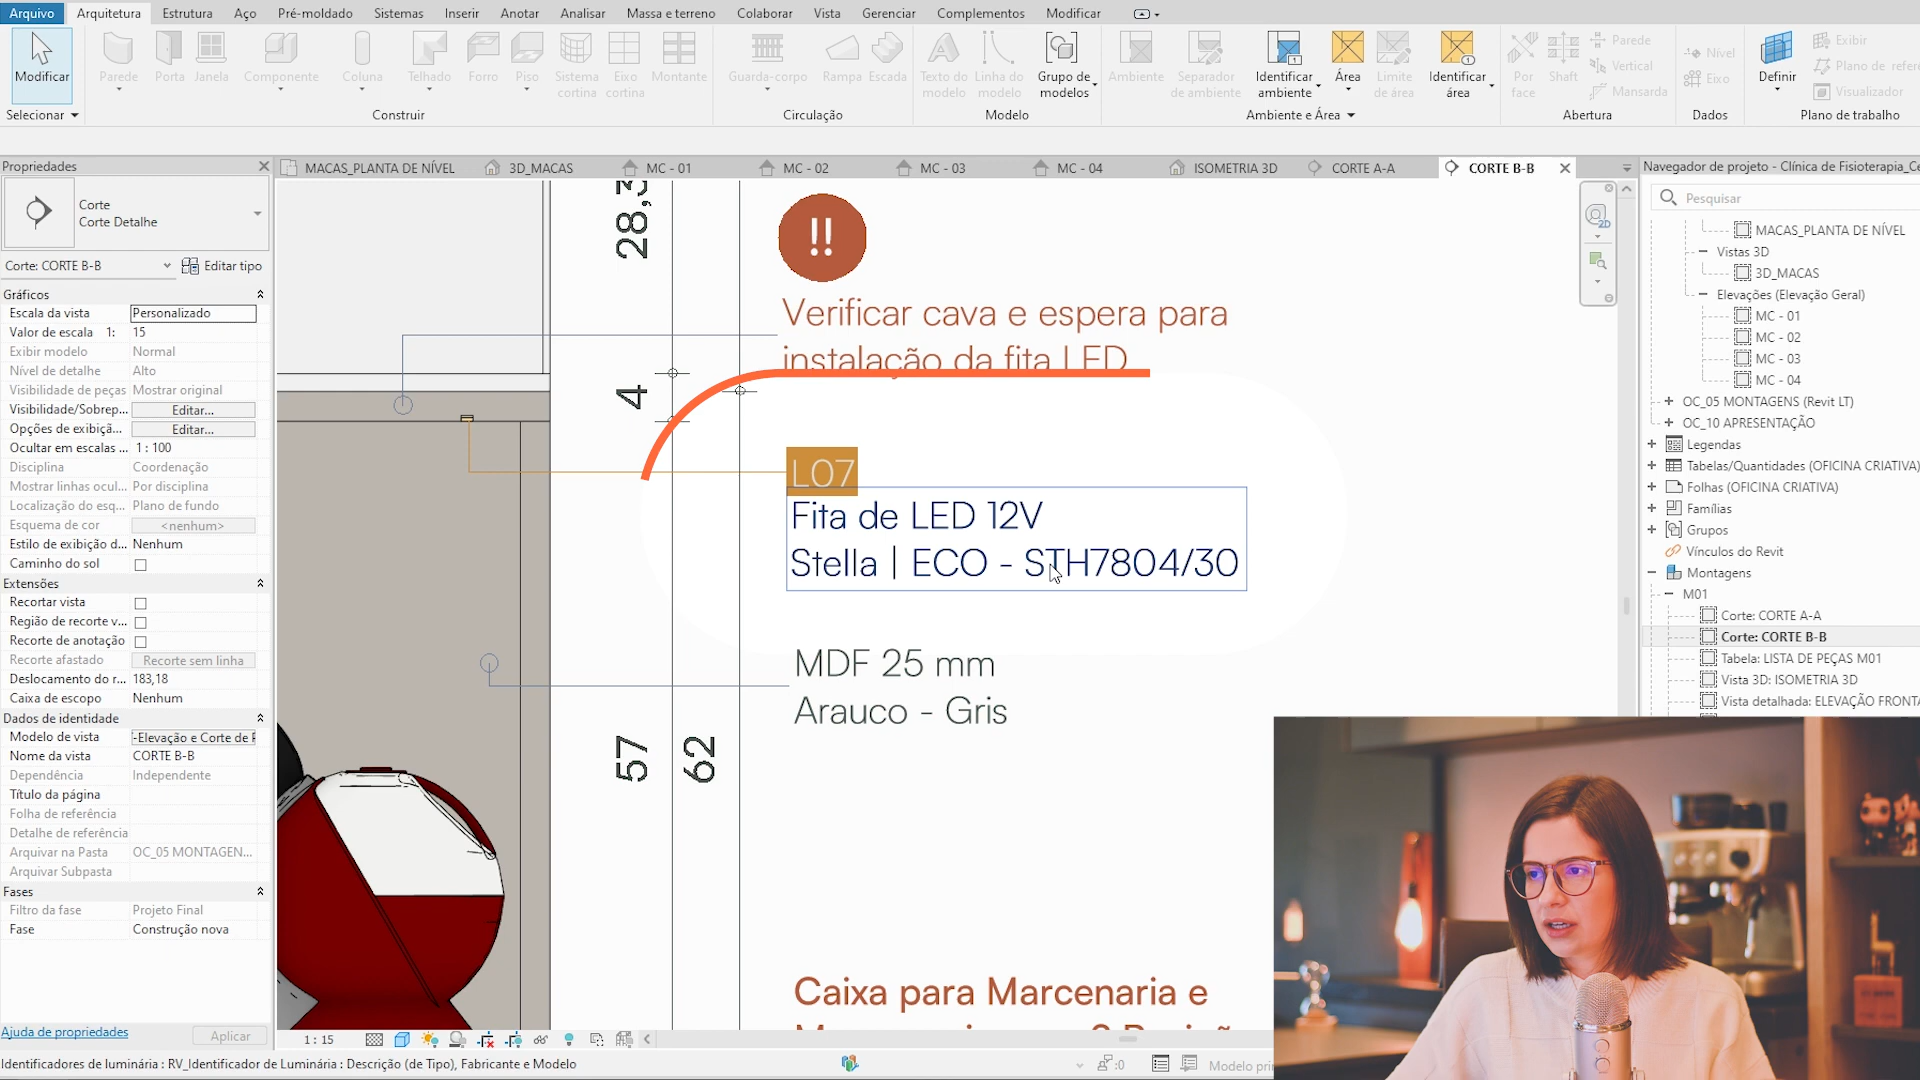 Arquivo Arquitetura Estrutura Aço Pré-moldado Sistemas Inserir Anotar Analisar Massa e terreno Colaborar Vista Gerenciar Complementos Modificar
Modificar
Parede
Porta
Janela
Componente
Coluna
Telhado
Forro
Piso
Sistema cortina
Eixo cortina
Montante
Guarda-corpo
Rampa
Escada
Texto do modelo
Linha do modelo
Grupo de modelos
Ambiente
Separador de ambiente
Identificar ambiente
Área
Limite de área
Identificar área
Por face
Shaft
Parede
Vertical
Mansarda
Nível
Eixo
Definir
Exibir
Plano de
Visualizador
Selecionar
Construir
Circulação
Modelo
Ambiente e Área
Abertura
Dados
Plano de trabalho
Propriedades
MACAS_PLANTA DE NÍVEL
3D_MACAS
MC - 01
MC - 02
MC - 03
MC - 04
ISOMETRIA 3D
CORTE A-A
CORTE B-B
Corte
Corte Detalhe
Corte: CORTE B-B
Editar tipo
Gráficos
Escala da vista Personalizado
Valor de escala 1: 15
Exibir modelo Normal
Nível de detalhe Alto
Visibilidade de peças Mostrar original
Visibilidade/Sobrep... Editar...
Opções de exibiçã... Editar...
Ocultar em escalas ... 1 : 100
Disciplina Coordenação
Mostrar linhas ocul... Por disciplina
Localização do esq... Plano de fundo
Esquema de cor <nenhum>
Estilo de exibição d... Nenhum
Caminho do sol
Extensões
Recortar vista
Região de recorte v...
Recorte de anotação
Recorte afastado Recorte sem linha
Deslocamento do r... 183,18
Caixa de escopo Nenhum
Dados de identidade
Modelo de vista -Elevação e Corte de
Nome da vista CORTE B-B
Dependência Independente
Título da página
Folha de referência
Detalhe de referência
Arquivar na Pasta OC_05 MONTAGEN...
Arquivar Subpasta
Fases
Filtro da fase Projeto Final
Fase Construção nova
Ajuda de propriedades
Aplicar
28,3
4
57
62
!!
Verificar cava e espera para
instalação da fita LED
L07
Fita de LED 12V
Stella | ECO - STH7804/30
MDF 25 mm
Arauco - Gris
Caixa para Marcenaria e
Navegador de projeto - Clínica de Fisioterapia_Ce
Pesquisar
MACAS_PLANTA DE NÍVEL
Vistas 3D
3D_MACAS
Elevações (Elevação Geral)
MC - 01
MC - 02
MC - 03
MC - 04
OC_05 MONTAGENS (Revit LT)
OC_10 APRESENTAÇÃO
Legendas
Tabelas/Quantidades (OFICINA CRIATIVA)
Folhas (OFICINA CRIATIVA)
Famílias
Grupos
Vínculos do Revit
Montagens
M01
Corte: CORTE A-A
Corte: CORTE B-B
Tabela: LISTA DE PEÇAS M01
Vista 3D: ISOMETRIA 3D
Vista detalhada: ELEVAÇÃO FRONTA
2D
1 : 15
Identificadores de luminária : RV_Identificador de Luminária : Descrição (de Tipo), Fabricante e Modelo
:0
Modelo